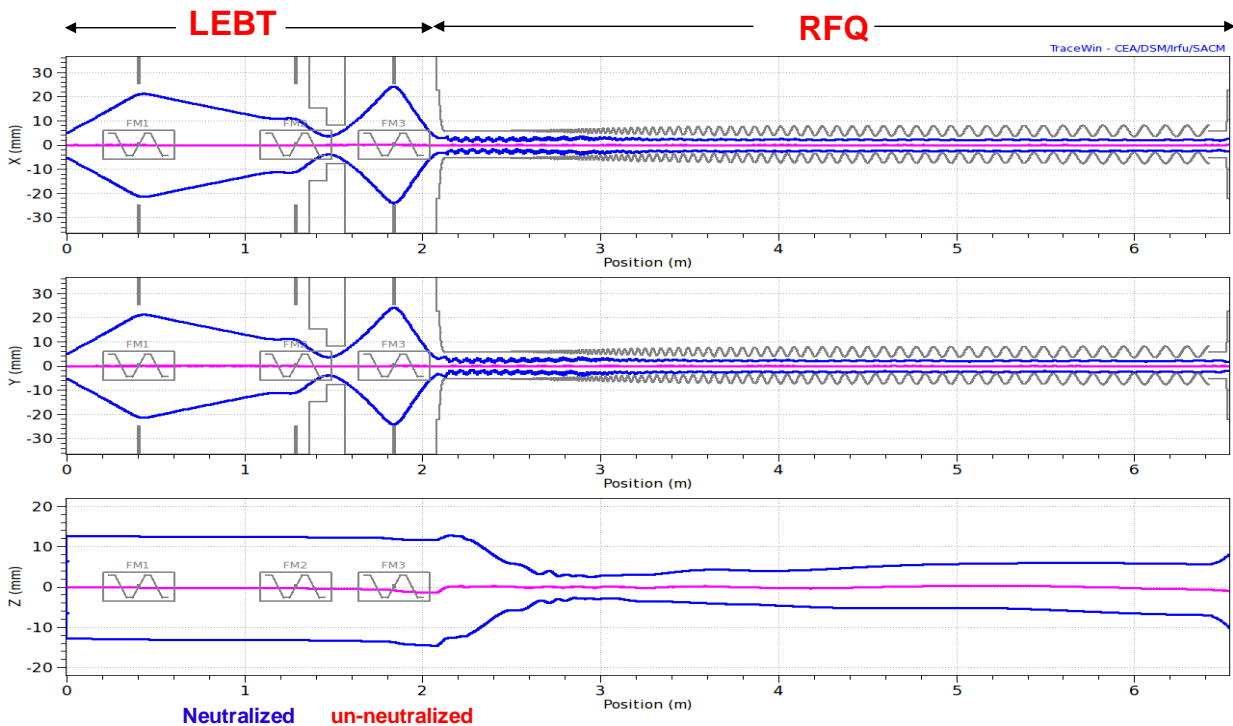 LEBT RFQ
TraceWin - CEA/DSM/Irfu/SACM
30
20
10
0
-10
-20
-30
X (mm)
FM1 FM2 FM3
0 1 2 3 4 5 6
Position (m)
30
20
10
0
-10
-20
-30
Y (mm)
FM1 FM2 FM3
0 1 2 3 4 5 6
Position (m)
20
10
0
-10
-20
Z (mm)
FM1 FM2 FM3
0 1 2 3 4 5 6
Position (m)
Neutralized un-neutralized